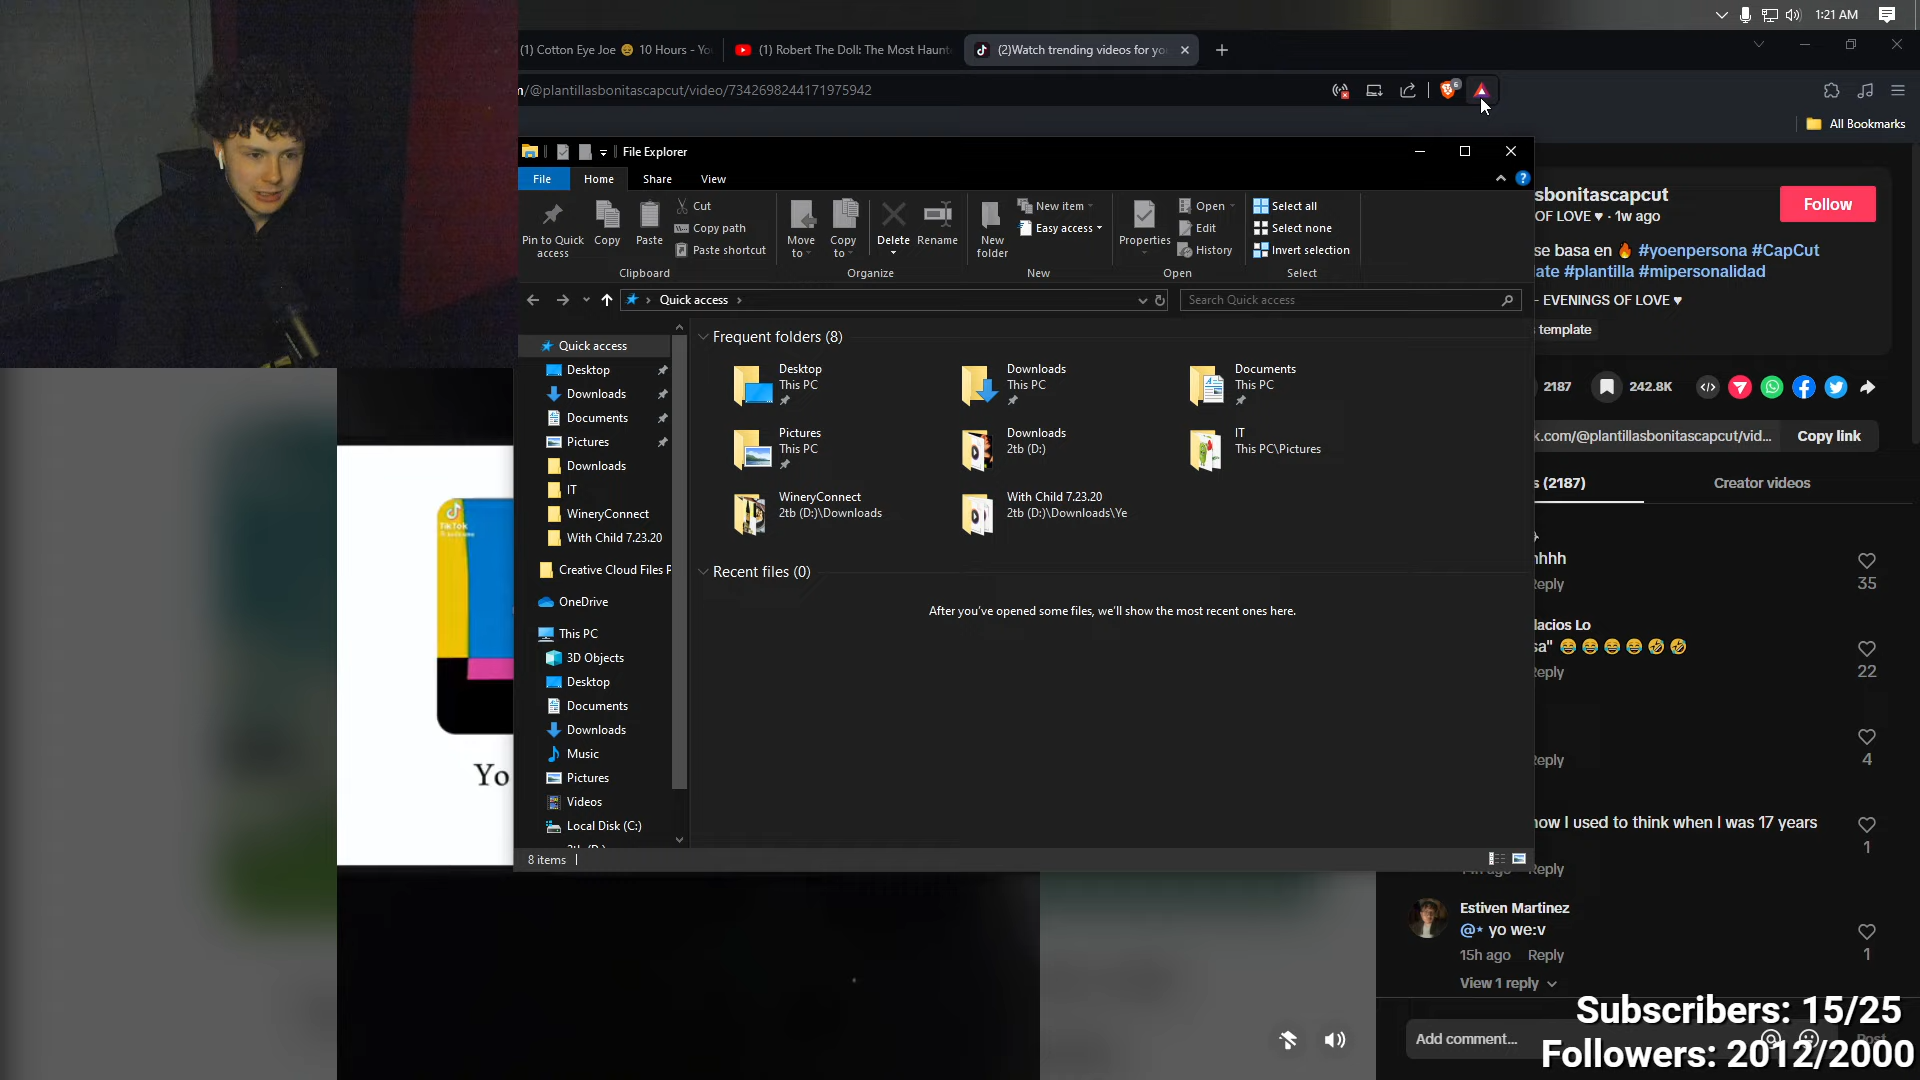 1:21 AM
(1) Cotton Eye Joe 😐 10 Hours - Yo
(1) Robert The Doll: The Most Haunt
(2)Watch trending videos for yo
/@plantillasbonitascapcut/video/7342698244171975942
6
All Bookmarks
File Explorer
File
Home
Share
View
Pin to Quick access
Copy
Paste
Cut
Copy path
Paste shortcut
Clipboard
Move to
Copy to
Delete
Rename
Organize
New folder
New item
Easy access
New
Properties
Open
Edit
History
Open
Select all
Select none
Invert selection
Select
Quick access
Search Quick access
Quick access
Desktop
Downloads
Documents
Pictures
Downloads
IT
WineryConnect
With Child 7.23.20
Creative Cloud Files P
OneDrive
This PC
3D Objects
Desktop
Documents
Downloads
Music
Pictures
Videos
Local Disk (C:)
Frequent folders (8)
Desktop
This PC
Downloads
This PC
Documents
This PC
Pictures
This PC
Downloads
2tb (D:)
IT
This PC\Pictures
WineryConnect
2tb (D:)\Downloads
With Child 7.23.20
2tb (D:)\Downloads\Ye
Recent files (0)
After you've opened some files, we'll show the most recent ones here.
8 items
TikTok
Yo
sbonitascapcut
OF LOVE ♥ · 1w ago
Follow
se basa en 🔥 #yoenpersona #CapCut
ate #plantilla #mipersonalidad
- EVENINGS OF LOVE ♥
template
2187
242.8K
k.com/@plantillasbonitascapcut/vid...
Copy link
s (2187)
Creator videos
hhh
eply
35
lacios Lo
sa" 😂 😂 😂 😂 🤣 🤣
eply
22
eply
4
now I used to think when I was 17 years
1
14h ago
Reply
Estiven Martinez
@⋆ yo we:v
15h ago
Reply
1
View 1 reply
Add comment...
Subscribers: 15/25
Followers: 2012/2000